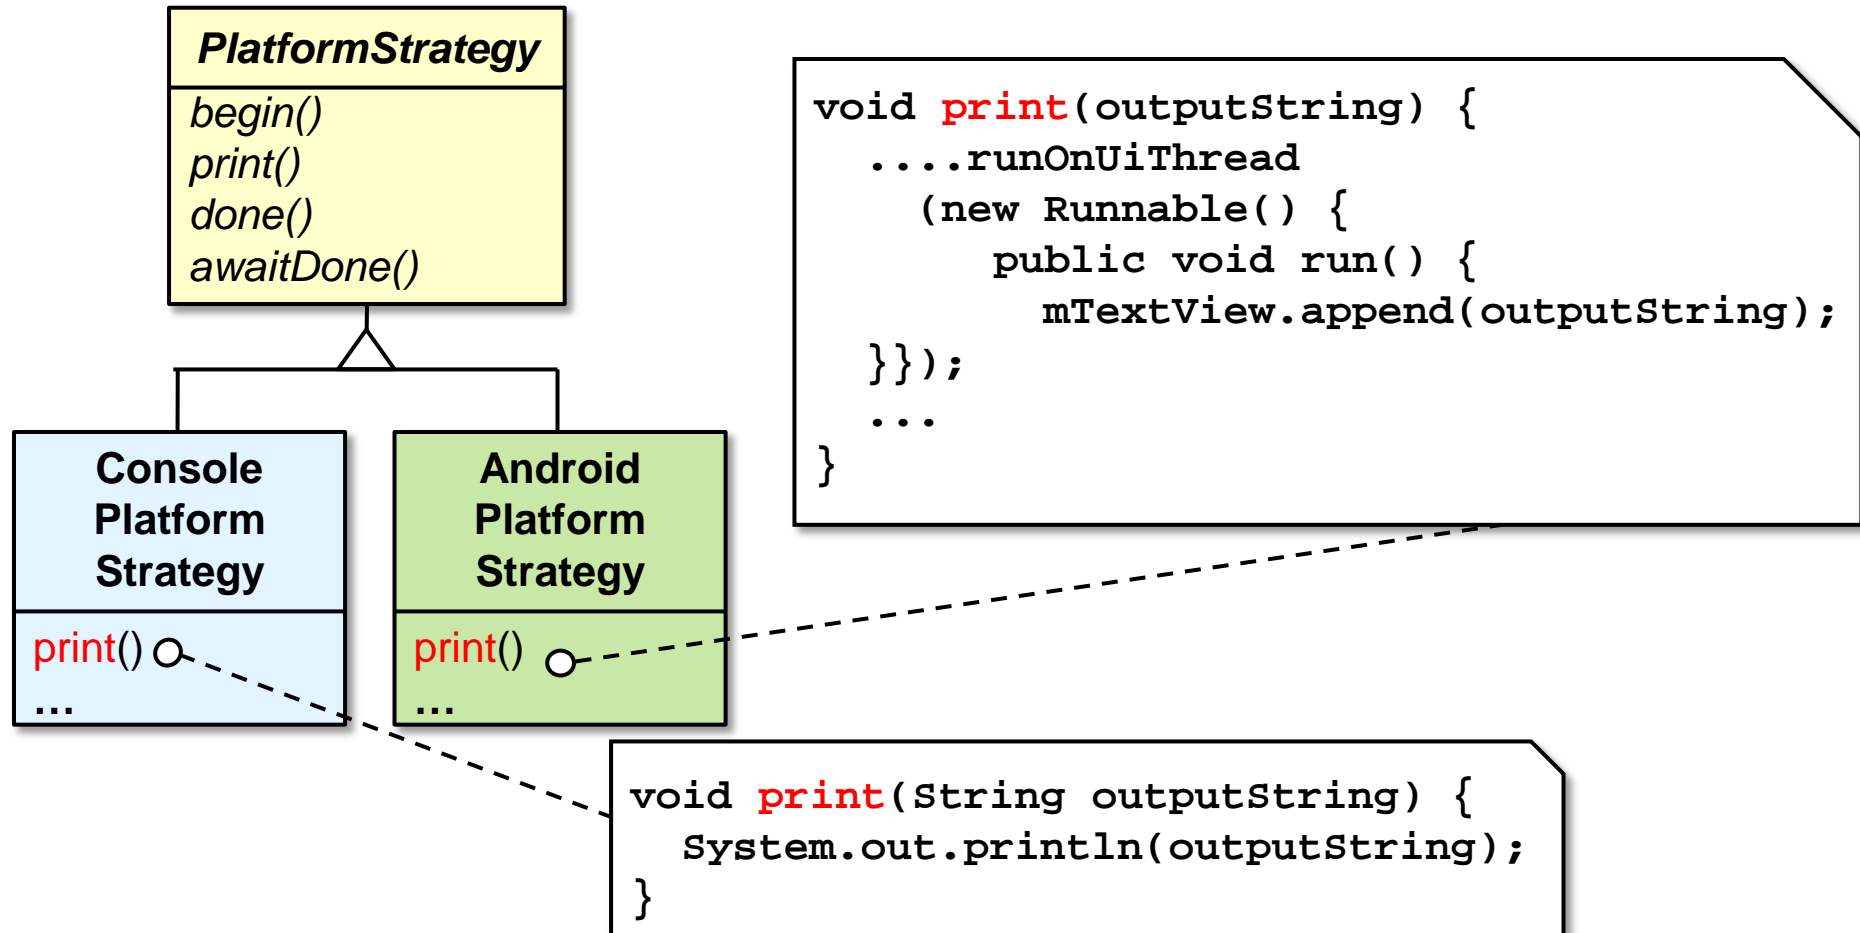 PlatformStrategy
begin()
print()
done()
awaitDone()
void print(outputString) {
....runOnUiThread
(new Runnable() {
public void run() {
mTextView.append(outputString);
}});
...
}
Console
Platform
Strategy
print()
...
Android
Platform
Strategy
print()
...
void print(String outputString) {
System.out.println(outputString);
}